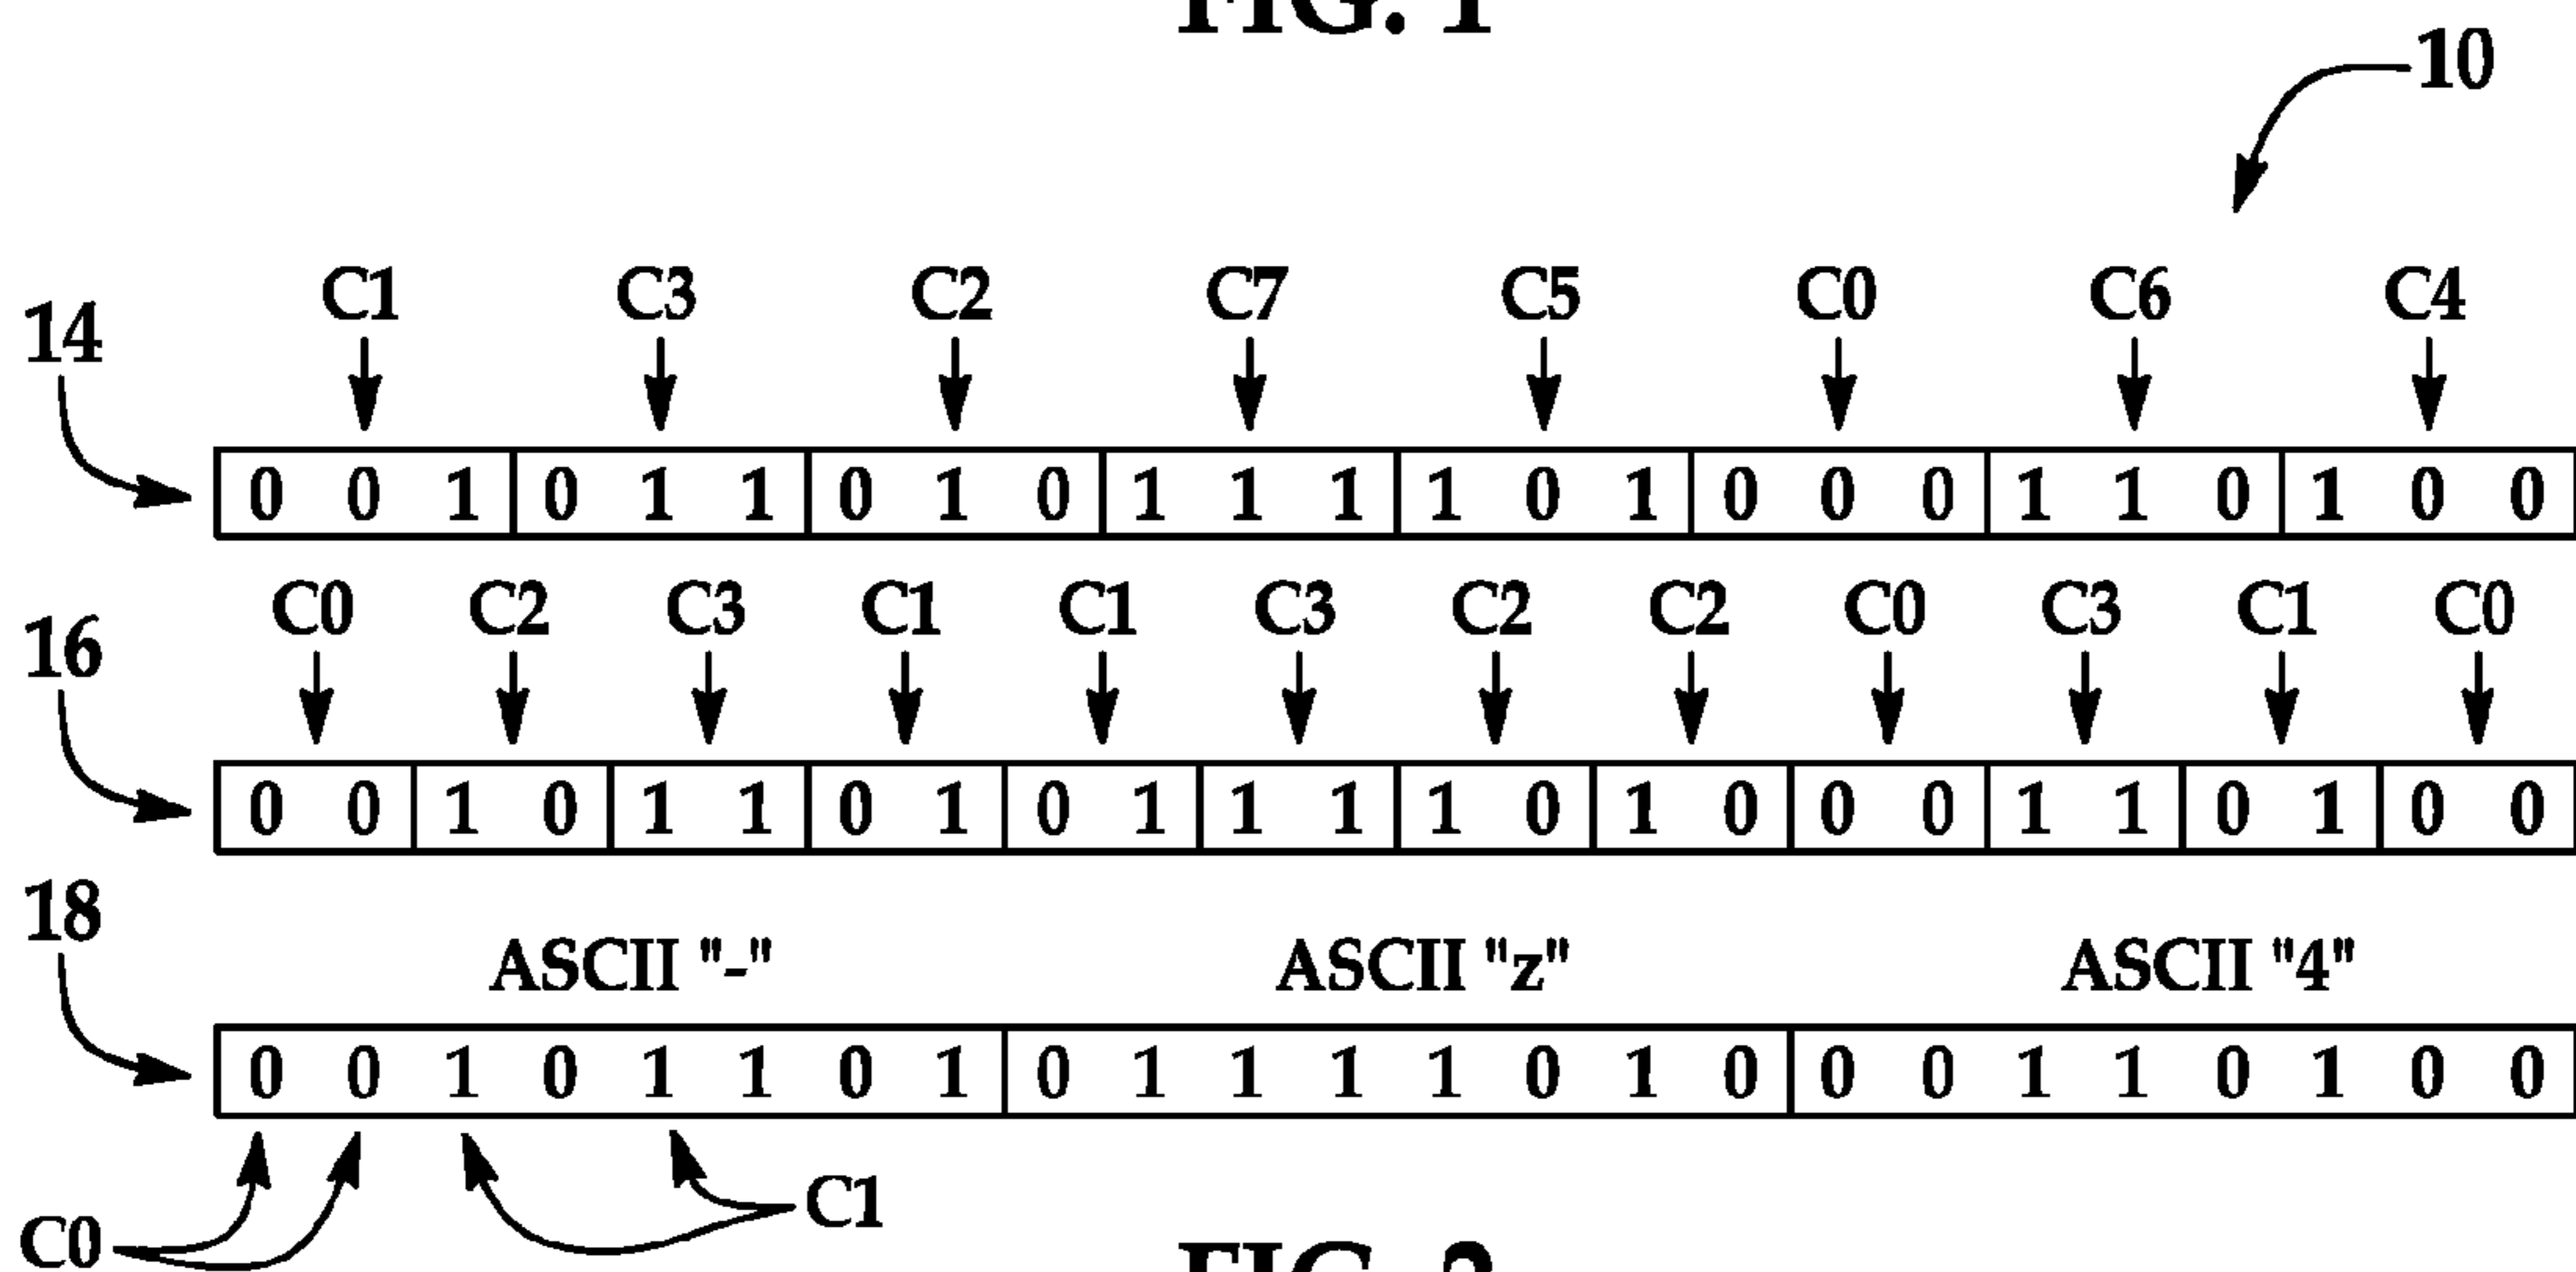 FIG. 1
10
C1 C3 C2 C7 C5 C0 C6 C4
14
0 0 1 0 1 1 0 1 0 1 1 1 1 0 1 0 0 0 1 1 0 1 0 0
C0 C2 C3 C1 C1 C3 C2 C2 C0 C3 C1 C0
16
0 0 1 0 1 1 0 1 0 1 1 1 1 0 1 0 0 0 1 1 0 1 0 0
18
ASCII "-" ASCII "z" ASCII "4"
0 0 1 0 1 1 0 1 0 1 1 1 1 0 1 0 0 0 1 1 0 1 0 0
C1
C0
FIG. 2